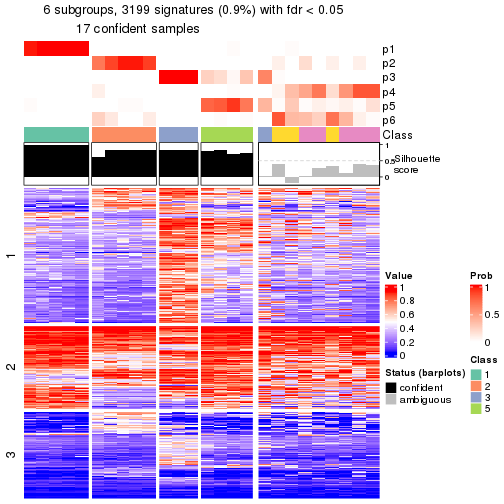 6 subgroups, 3199 signatures (0.9%) with fdr < 0.05
17 confident samples
p1
p2
p3
p4
p5
p6
Class
1
0.5
0
Silhouette
score
1
2
3
Value
1
0.8
0.6
0.4
0.2
0
Status (barplots)
confident
ambiguous
Prob
1
0.5
0
Class
1
2
3
5